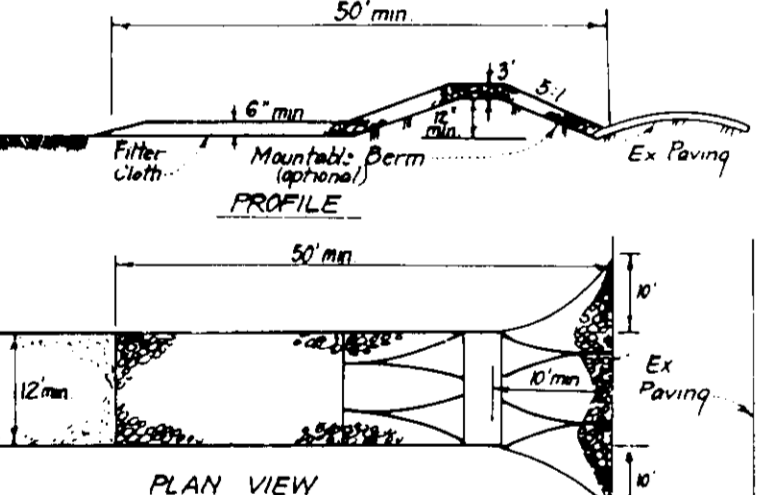 50' min
3'
5:1
6" min
12"
min
Filter
Cloth
Mountable Berm
(optional)
Ex Paving
PROFILE
50' min
10'
12' min
10' min
Ex
Paving
10'
PLAN VIEW